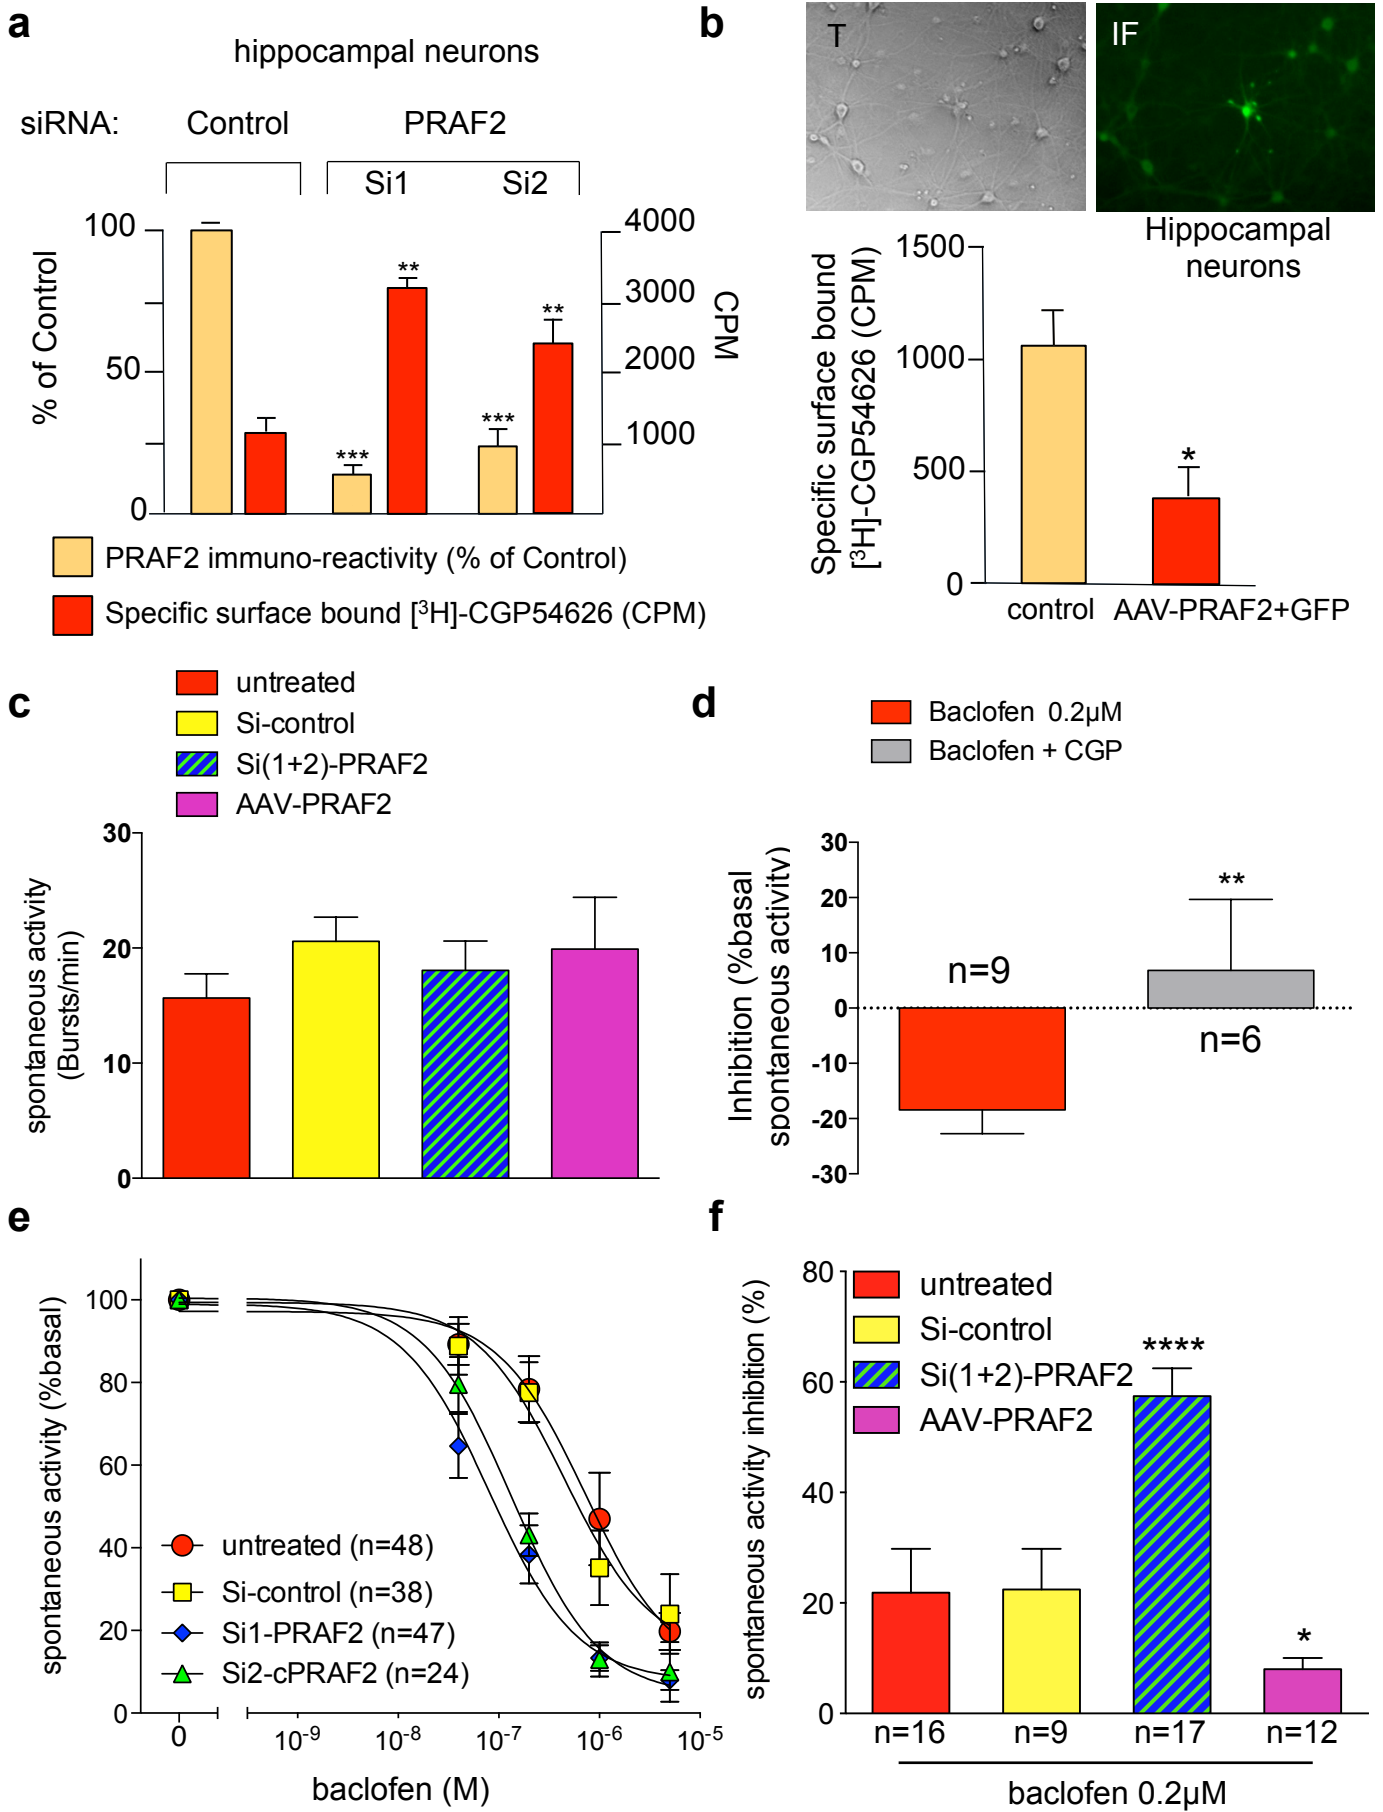 a
hippocampal neurons
siRNA: Control PRAF2
Si1 Si2
% of Control
100
50
0
** ** *** ***
4000
3000
2000
1000
CPM
PRAF2 immuno-reactivity (% of Control)
Specific surface bound [³H]-CGP54626 (CPM)
b
T
IF
Hippocampal
neurons
Specific surface bound
[³H]-CGP54626 (CPM)
1500
1000
500
0
*
control AAV-PRAF2+GFP
c
untreated
Si-control
Si(1+2)-PRAF2
AAV-PRAF2
spontaneous activity
(Bursts/min)
30
20
10
0
d
Baclofen 0.2µM
Baclofen + CGP
Inhibition (%basal
spontaneous activity)
30
20
10
0
-10
-20
-30
n=9
**
n=6
e
spontaneous activity (%basal)
100
80
60
40
20
0
untreated (n=48)
Si-control (n=38)
Si1-PRAF2 (n=47)
Si2-cPRAF2 (n=24)
0 10⁻⁹ 10⁻⁸ 10⁻⁷ 10⁻⁶ 10⁻⁵
baclofen (M)
f
spontaneous activity inhibition (%)
80
60
40
20
0
untreated
Si-control
Si(1+2)-PRAF2
AAV-PRAF2
****
*
n=16 n=9 n=17 n=12
baclofen 0.2µM